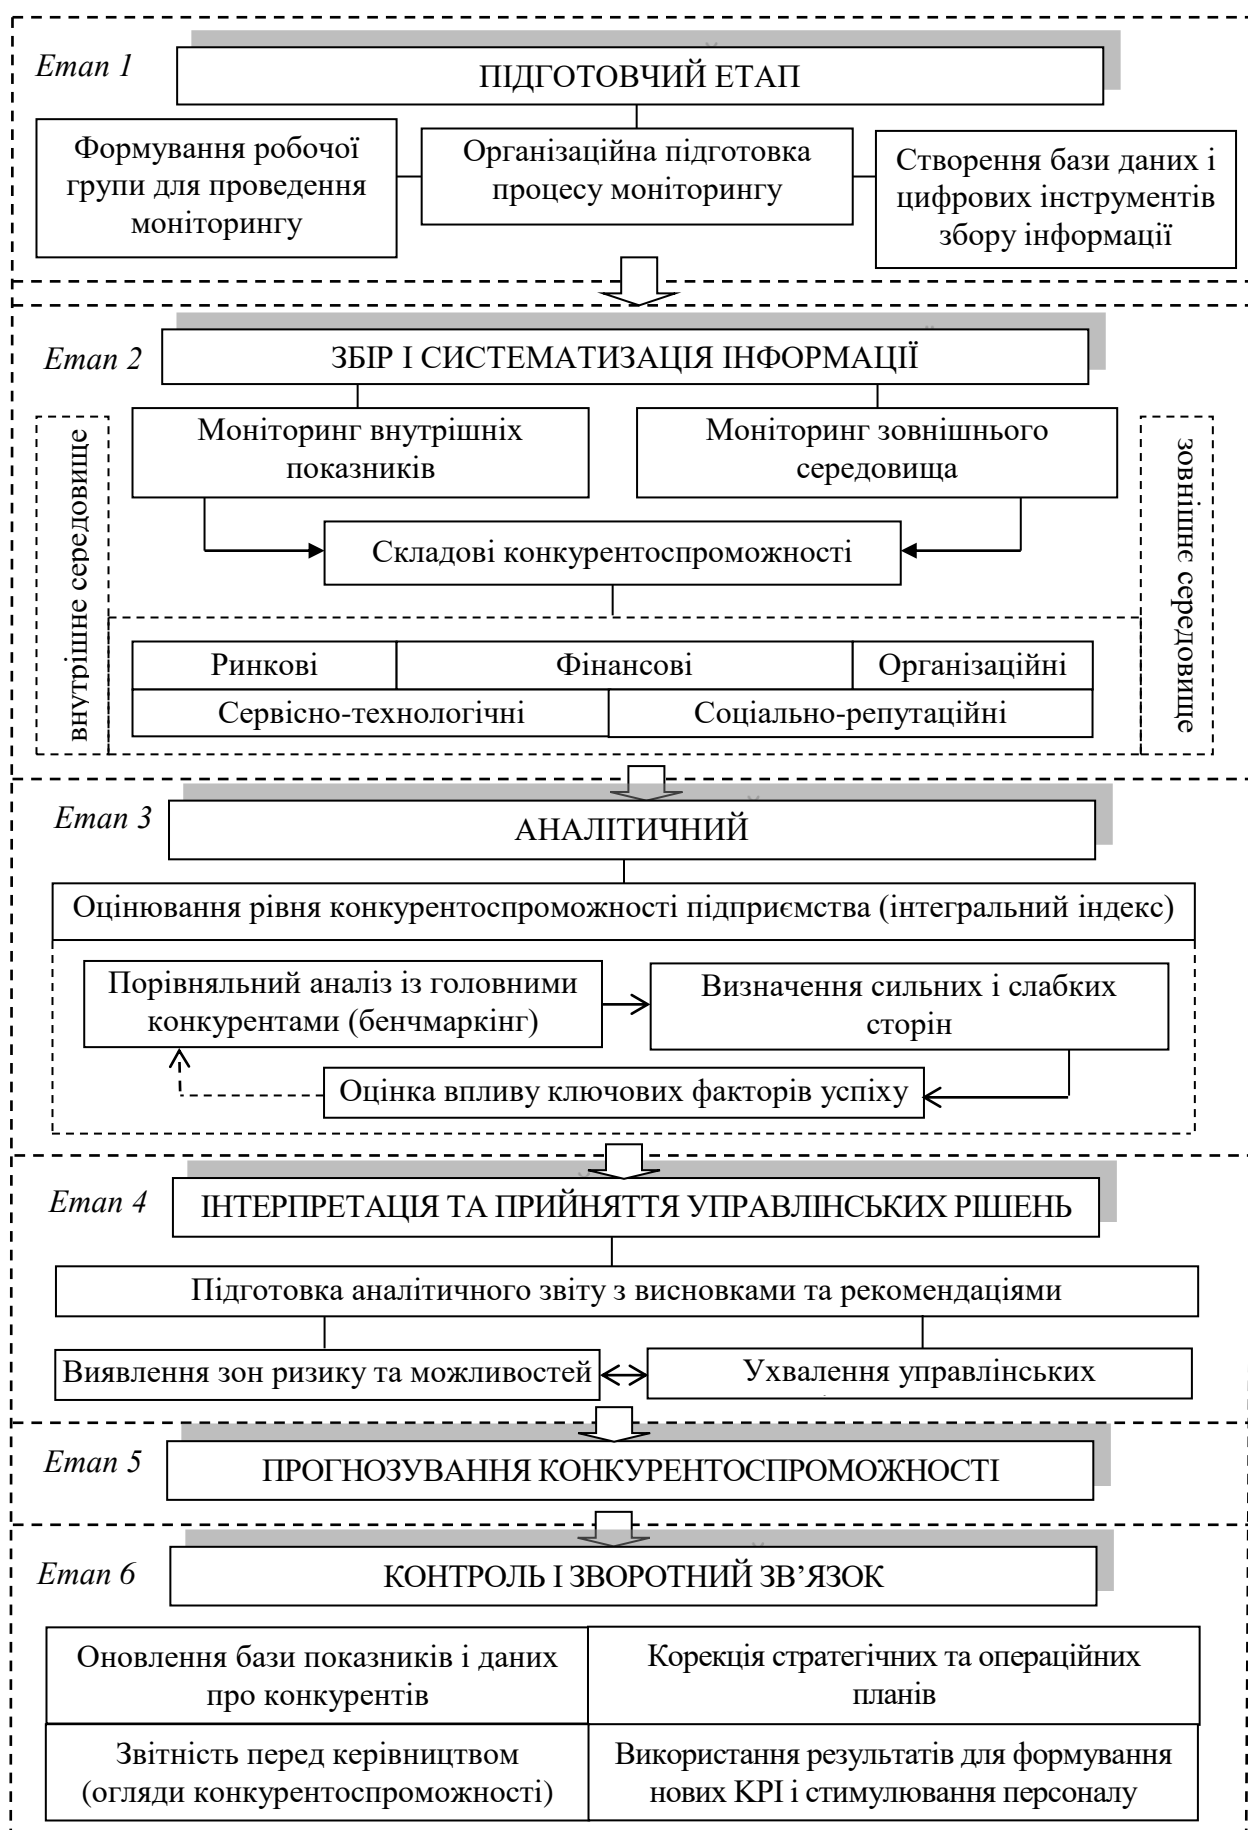 Етап 1
ПІДГОТОВЧИЙ ЕТАП
Формування робочої
групи для проведення
моніторингу
Організаційна підготовка
процесу моніторингу
Створення бази даних і
цифрових інструментів
збору інформації
Етап 2
ЗБІР І СИСТЕМАТИЗАЦІЯ ІНФОРМАЦІЇ
внутрішне середовище
Моніторинг внутрішніх
показників
Моніторинг зовнішнього
середовища
зовнішнє середовище
Складові конкурентоспроможності
Ринкові
Фінансові
Організаційні
Сервісно-технологічні
Соціально-репутаційні
Етап 3
АНАЛІТИЧНИЙ
Оцінювання рівня конкурентоспроможності підприємства (інтегральний індекс)
Порівняльний аналіз із головними
конкурентами (бенчмаркінг)
Визначення сильних і слабких
сторін
Оцінка впливу ключових факторів успіху
Етап 4
ІНТЕРПРЕТАЦІЯ ТА ПРИЙНЯТТЯ УПРАВЛІНСЬКИХ РІШЕНЬ
Підготовка аналітичного звіту з висновками та рекомендаціями
Виявлення зон ризику та можливостей
Ухвалення управлінських
Етап 5
ПРОГНОЗУВАННЯ КОНКУРЕНТОСПРОМОЖНОСТІ
Етап 6
КОНТРОЛЬ І ЗВОРОТНИЙ ЗВ’ЯЗОК
Оновлення бази показників і даних
про конкурентів
Корекція стратегічних та операційних
планів
Звітність перед керівництвом
(огляди конкурентоспроможності)
Використання результатів для формування
нових KPI і стимулювання персоналу